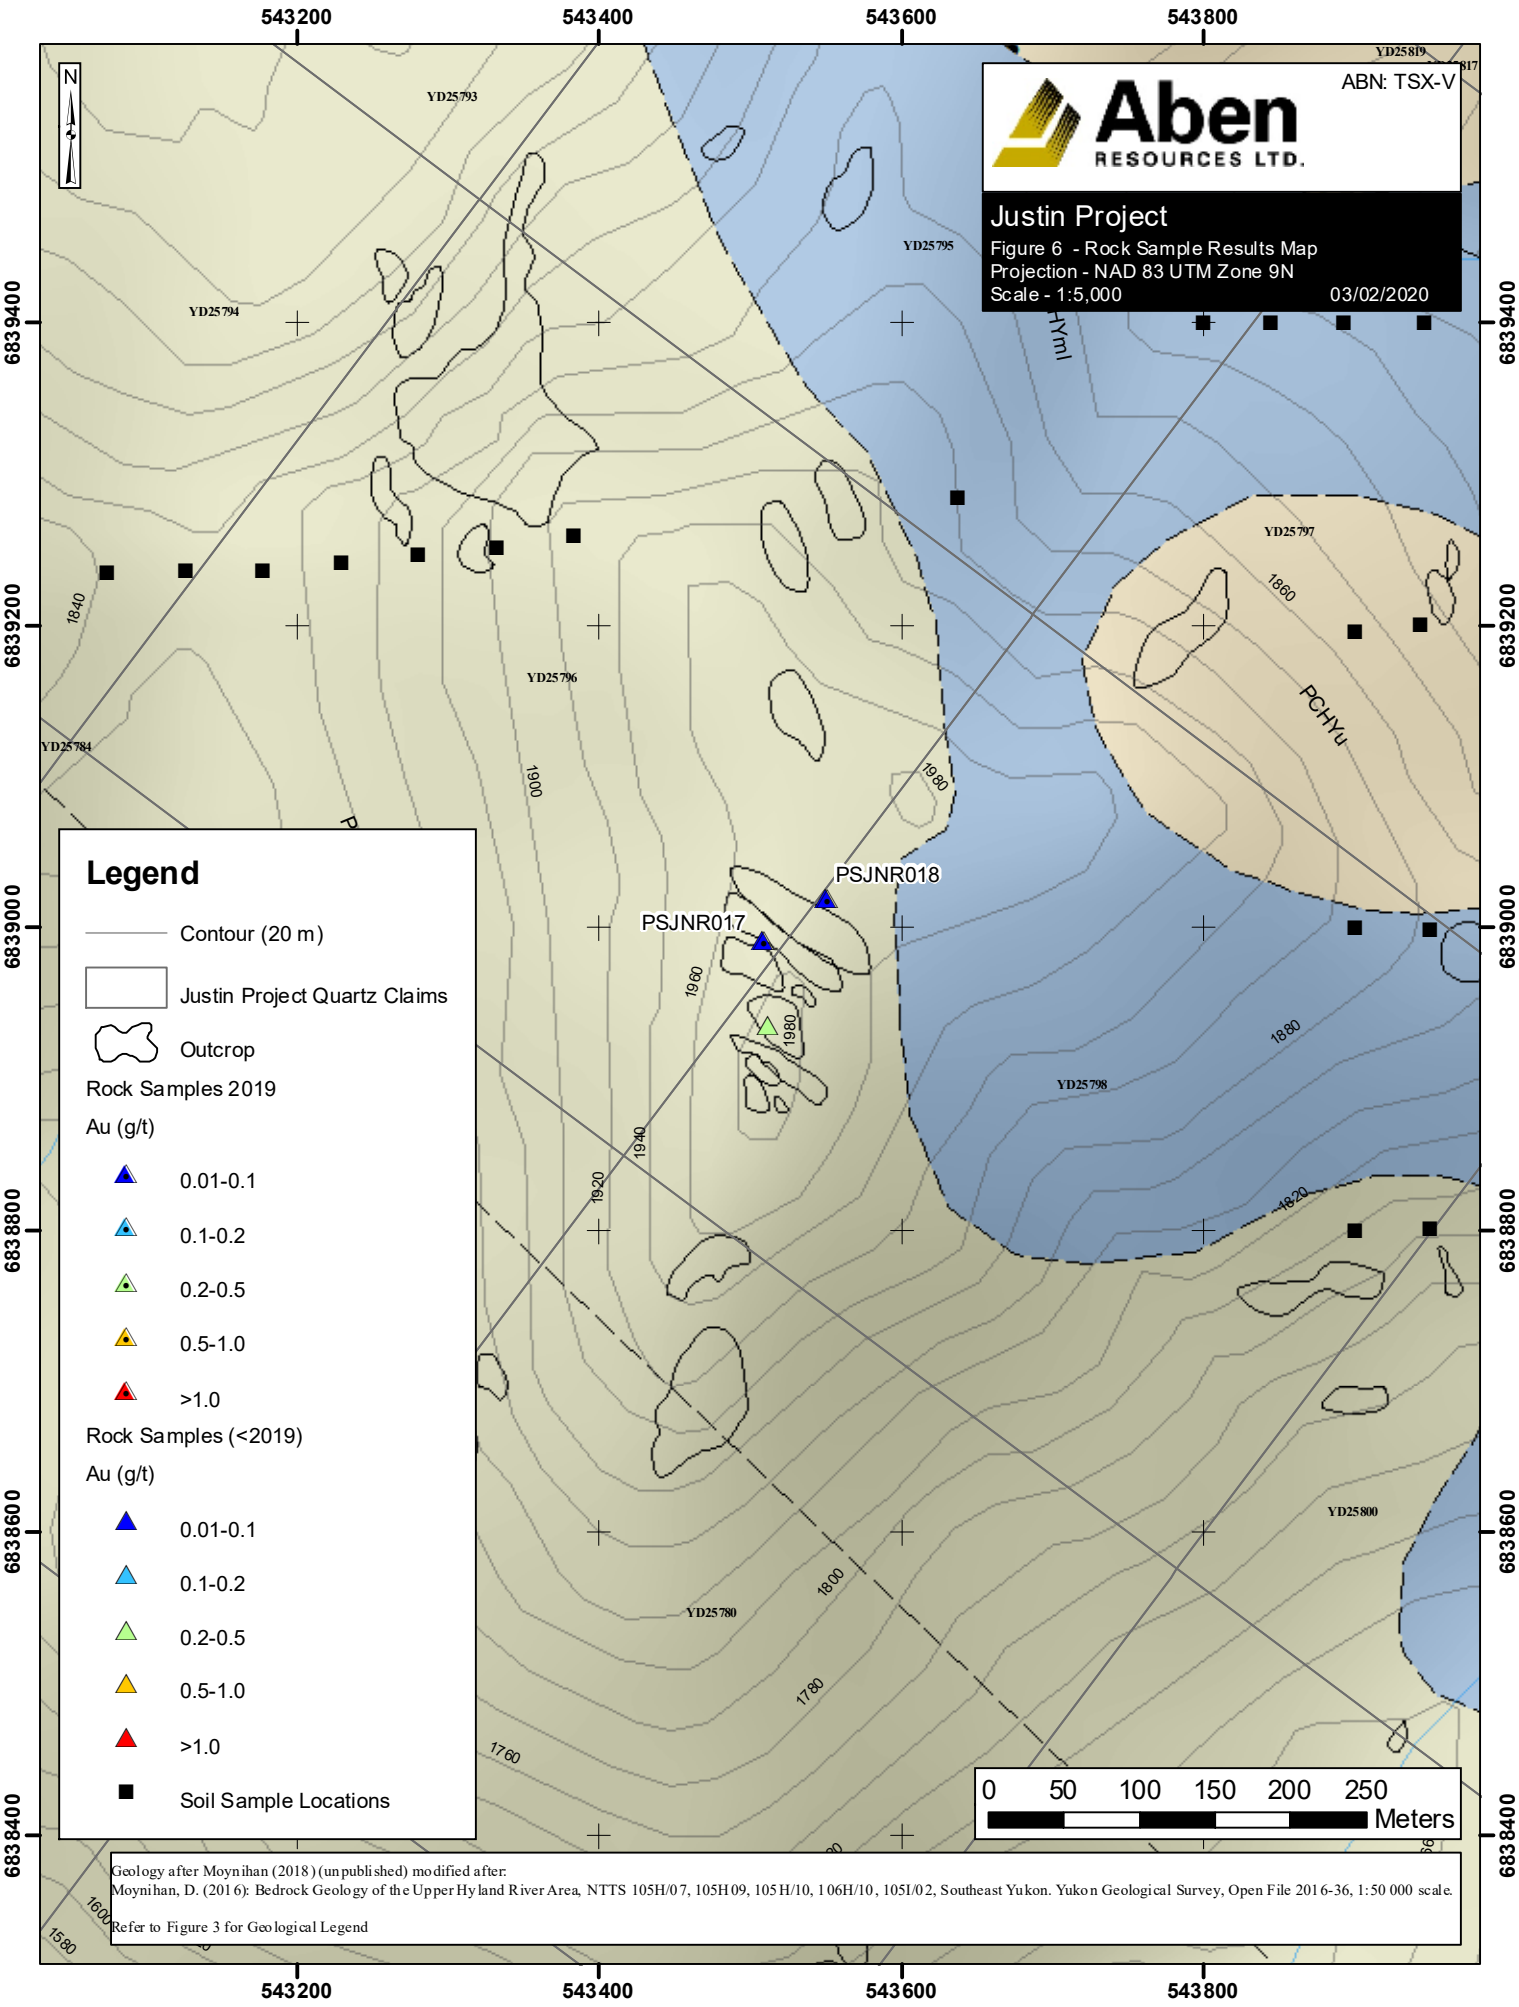 543200 543400 543600 543800
YD25819
ABN: TSX-V
Aben
RESOURCES LTD.
Justin Project
Figure 6 - Rock Sample Results Map
Projection - NAD 83 UTM Zone 9N
Scale - 1:5,000 03/02/2020
N
YD25793
YD25795
YD25794
6839400 6839400
HYml
YD25797
1860
1840
6839200 6839200
YD25796
PCHYu
YD25784
1900
1980
P
PSJNR018
PSJNR017
6839000 6839000
1960
1980
1880
YD25798
1940
1920
1820
6838800 6838800
YD25800
6838600 6838600
1800
YD25780
1780
1760
6838400 6838400
1600
1580
Legend
Contour (20 m)
Justin Project Quartz Claims
Outcrop
Rock Samples 2019
Au (g/t)
0.01-0.1
0.1-0.2
0.2-0.5
0.5-1.0
>1.0
Rock Samples (<2019)
Au (g/t)
0.01-0.1
0.1-0.2
0.2-0.5
0.5-1.0
>1.0
Soil Sample Locations
0 50 100 150 200 250
Meters
Geology after Moynihan (2018) (unpublished) modified after:
Moynihan, D. (2016): Bedrock Geology of the Upper Hyland River Area, NTTS 105H/07, 105H09, 105H/10, 106H/10, 105I/02, Southeast Yukon. Yukon Geological Survey, Open File 2016-36, 1:50 000 scale.
Refer to Figure 3 for Geological Legend
543200 543400 543600 543800